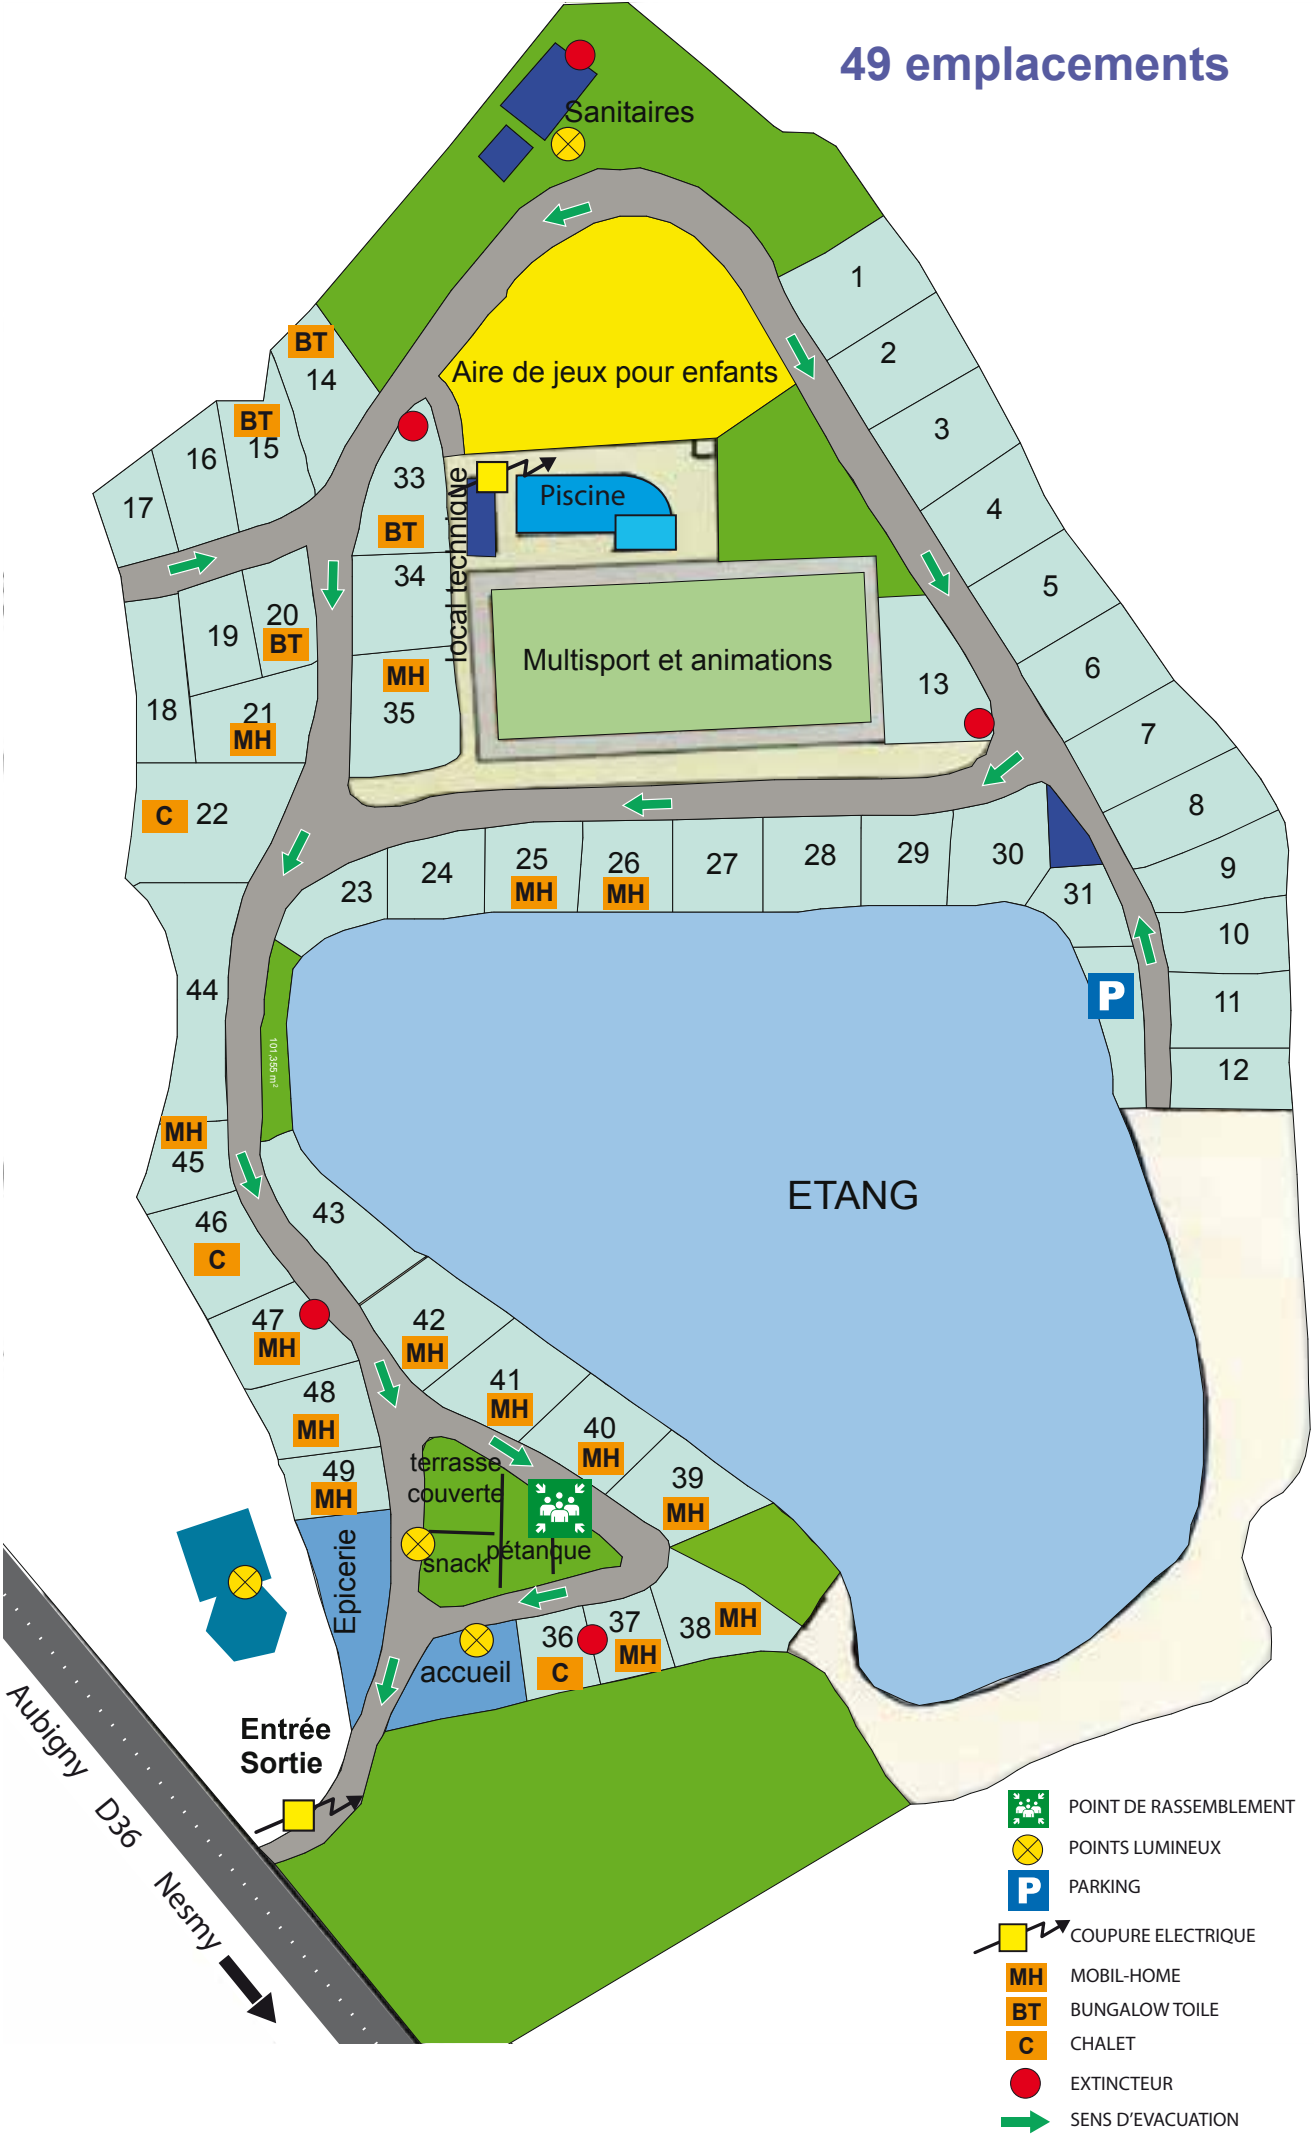 49 emplacements
Sanitaires
1
2
3
4
5
6
7
8
9
10
11
12
Aire de jeux pour enfants
BT
14
BT
15
16
17
33
BT
34
MH
35
local technique
Piscine
Multisport et animations
13
18
19
20
BT
21
MH
C 22
23
24
25
MH
26
MH
27
28
29
30
31
P
44
101,355 m²
ETANG
MH
45
46
C
43
47
MH
42
MH
48
MH
41
MH
40
MH
39
MH
49
MH
terrasse
couverte
snack
pétanque
Epicerie
accueil
36
C
37
MH
38 MH
Entrée
Sortie
Aubigny D36 Nesmy
POINT DE RASSEMBLEMENT
POINTS LUMINEUX
P PARKING
COUPURE ELECTRIQUE
MH MOBIL-HOME
BT BUNGALOW TOILE
C CHALET
EXTINCTEUR
SENS D'EVACUATION